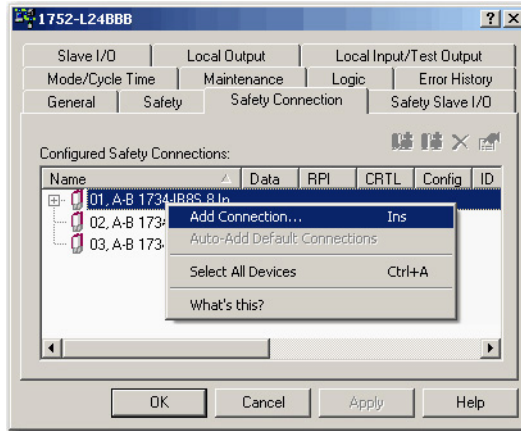 1752-L24BBB
Slave I/O Local Output Local Input/Test Output
Mode/Cycle Time Maintenance Logic Error History
General Safety Safety Connection Safety Slave I/O
Configured Safety Connections:
Name Data RPI CRTL Config ID
01, A-B 1734-IB8S 8 In
02, A-B 173
03, A-B 173
Add Connection... Ins
Auto-Add Default Connections
Select All Devices Ctrl+A
What's this?
OK Cancel Apply Help